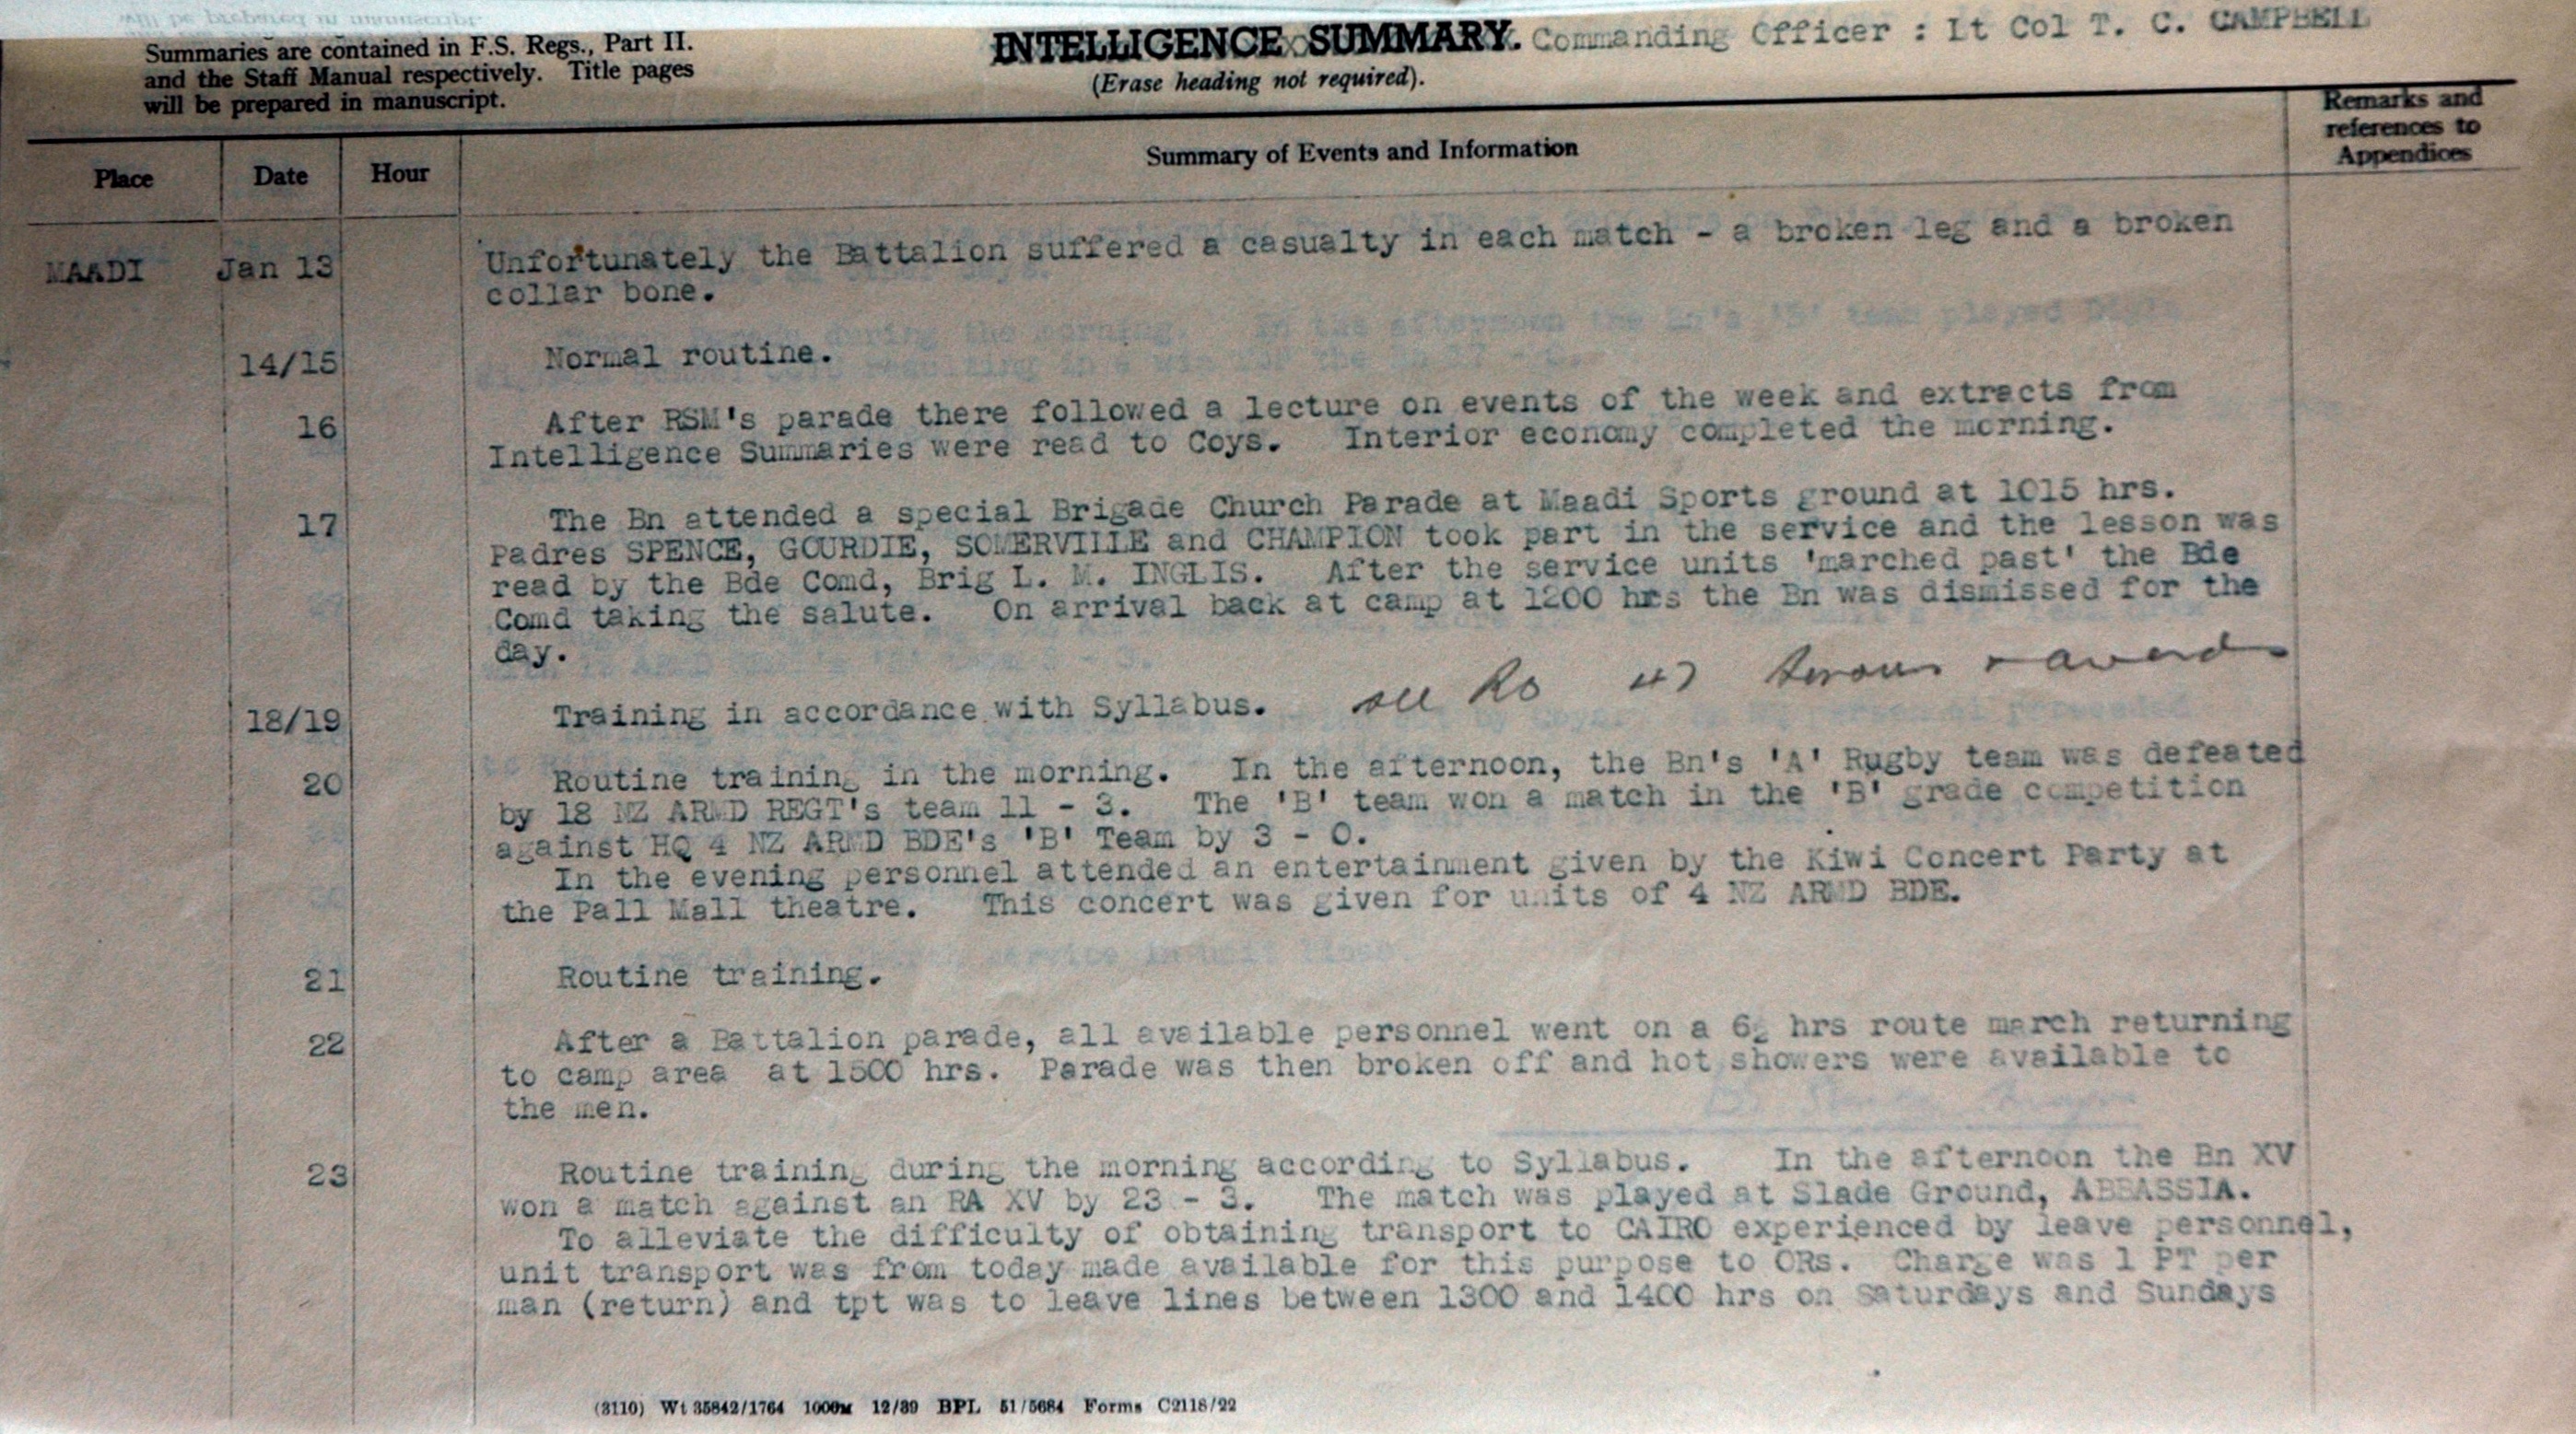 Summaries are contained in F.S. Regs., Part II.
and the Staff Manual respectively. Title pages
will be prepared in manuscript.
INTELLIGENCE SUMMARY.
(Erase heading not required).
Commanding Officer : Lt Col T. C. CAMPBELL
Place
Date
Hour
Summary of Events and Information
Remarks and
references to
Appendices
MAADI Jan 13 Unfortunately the Battalion suffered a casualty in each match - a broken leg and a broken
collar bone.
14/15 Normal routine.
16 After RSM's parade there followed a lecture on events of the week and extracts from
Intelligence Summaries were read to Coys. Interior economy completed the morning.
17 The Bn attended a special Brigade Church Parade at Maadi Sports ground at 1015 hrs.
Padres SPENCE, GOURDIE, SOMERVILLE and CHAMPION took part in the service and the lesson was
read by the Bde Comd, Brig L. M. INGLIS. After the service units 'marched past' the Bde
Comd taking the salute. On arrival back at camp at 1200 hrs the Bn was dismissed for the
day.
18/19 Training in accordance with Syllabus. see Ro
20 Routine training in the morning. In the afternoon, the Bn's 'A' Rugby team was defeated
by 18 NZ ARMD REGT's team 11 - 3. The 'B' team won a match in the 'B' grade competition
against HQ 4 NZ ARMD BDE's 'B' Team by 3 - 0.
In the evening personnel attended an entertainment given by the Kiwi Concert Party at
the Pall Mall theatre. This concert was given for units of 4 NZ ARMD BDE.
21 Routine training.
22 After a Battalion parade, all available personnel went on a hrs route march returning
to camp area at 1500 hrs. Parade was then broken off and hot showers were available to
the men.
23 Routine training during the morning according to Syllabus. In the afternoon the Bn XV
won a match against an RA XV by 23 - 3. The match was played at Slade Ground, ABBASSIA.
To alleviate the difficulty of obtaining transport to CAIRO experienced by leave personnel,
unit transport was from today made available for this purpose to ORs. Charge was 1 PT per
man (return) and tpt was to leave lines between 1300 and 1400 hrs on Saturdays and Sundays
(3110) Wt 35842/1764 1000M 12/39 BPL 51/5684 Forms C2118/22